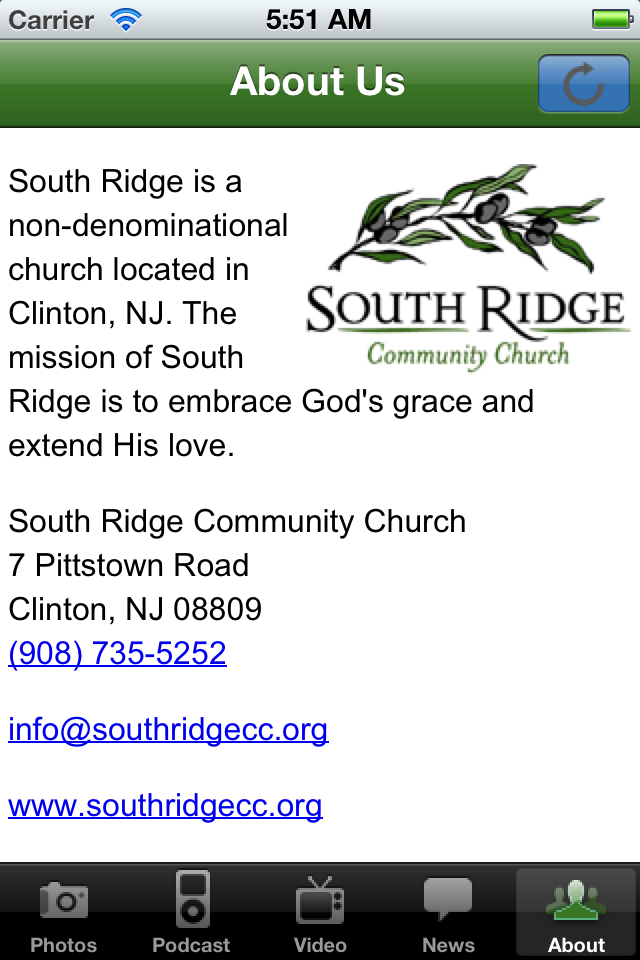 Carrier 5:51 AM
About Us
South Ridge is a
non-denominational
church located in
Clinton, NJ. The
mission of South
Ridge is to embrace God's grace and
extend His love.
SOUTH RIDGE
Community Church
South Ridge Community Church
7 Pittstown Road
Clinton, NJ 08809
(908) 735-5252
info@southridgecc.org
www.southridgecc.org
Photos Podcast Video News About